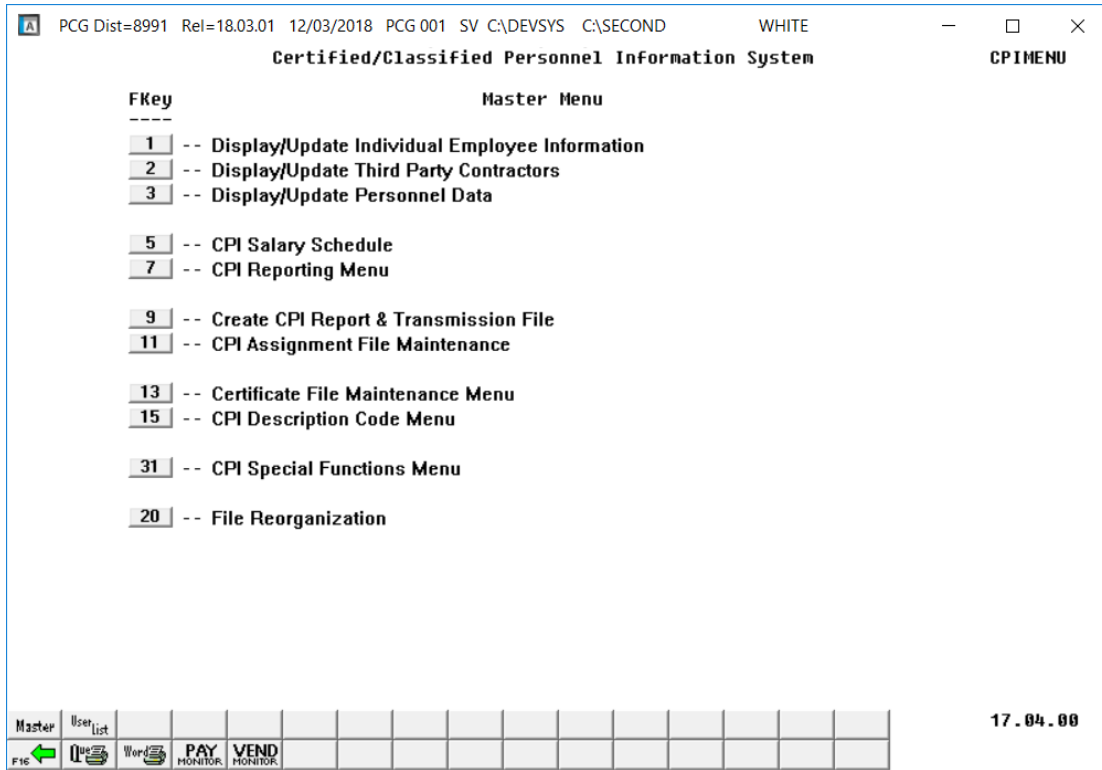 A PCG Dist=8991 Rel=18.03.01 12/03/2018 PCG 001 SV C:\DEVSYS C:\SECOND WHITE
Certified/Classified Personnel Information System CPIMENU
FKey Master Menu
----
1 -- Display/Update Individual Employee Information
2 -- Display/Update Third Party Contractors
3 -- Display/Update Personnel Data
5 -- CPI Salary Schedule
7 -- CPI Reporting Menu
9 -- Create CPI Report & Transmission File
11 -- CPI Assignment File Maintenance
13 -- Certificate File Maintenance Menu
15 -- CPI Description Code Menu
31 -- CPI Special Functions Menu
20 -- File Reorganization
Master User List 17.04.00
F16 Que Word PAY MONITOR VEND MONITOR